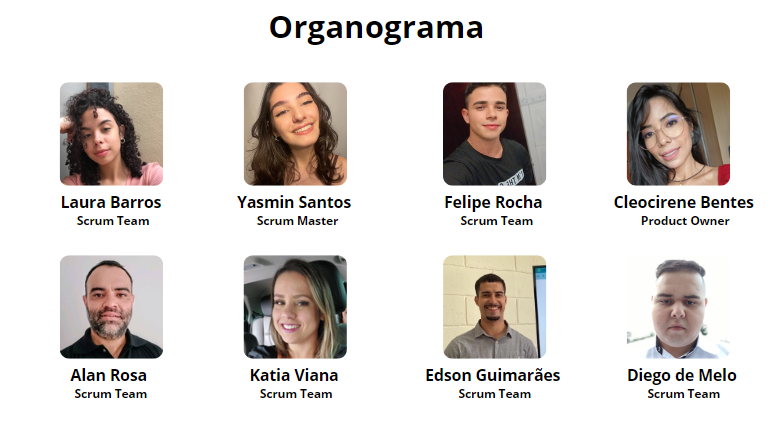 Organograma
Laura Barros
Scrum Team
Yasmin Santos
Scrum Master
Felipe Rocha
Scrum Team
Cleocirene Bentes
Product Owner
Alan Rosa
Scrum Team
Katia Viana
Scrum Team
Edson Guimarães
Scrum Team
Diego de Melo
Scrum Team